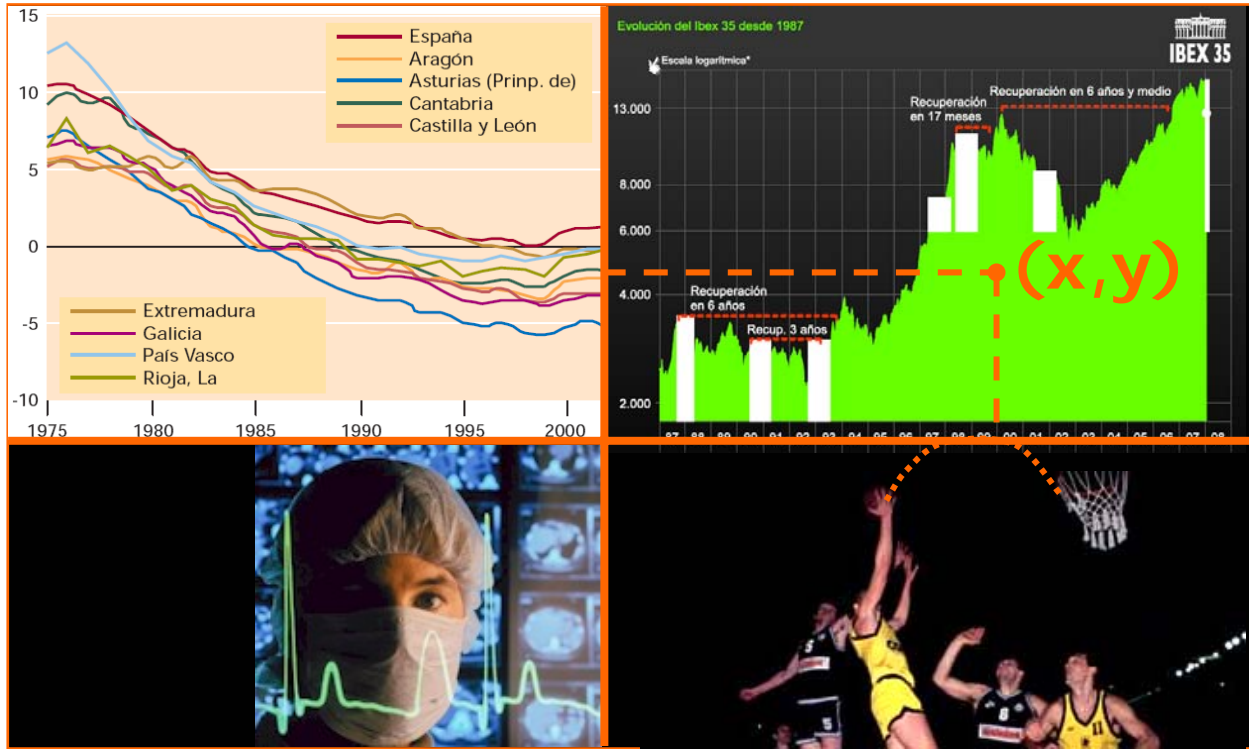 15
10
5
0
-5
-10
1975
1980
1985
1990
1995
2000
España
Aragón
Asturias (Prinp. de)
Cantabria
Castilla y León
Extremadura
Galicia
País Vasco
Rioja, La
Evolución del Ibex 35 desde 1987
IBEX 35
Escala logarítmica*
13.000
8.000
6.000
4.000
2.000
Recuperación
en 17 meses
Recuperación en 6 años y medio
Recuperación
en 6 años
Recup. 3 años
(x,y)
87 88 89 90 91 92 93 94 95 96 97 98 99 00 01 02 03 04 05 06 07 08
5
5
8
11